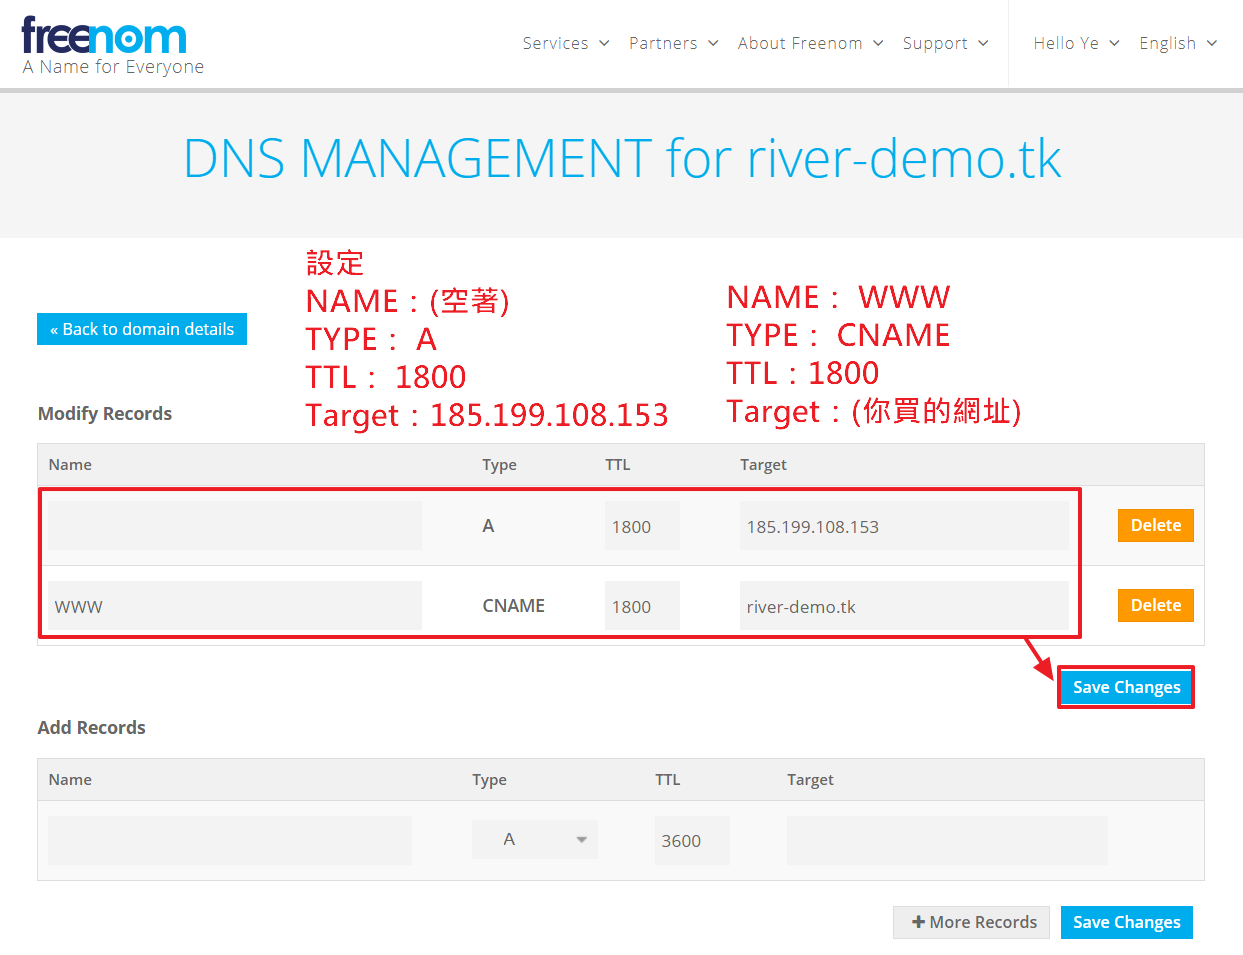 freenom
A Name for Everyone
Services
Partners
About Freenom
Support
Hello Ye
English
DNS MANAGEMENT for river-demo.tk
« Back to domain details
設定
NAME：(空著)
TYPE： A
TTL： 1800
Target：185.199.108.153
NAME： WWW
TYPE： CNAME
TTL：1800
Target：(你買的網址)
Modify Records
Name Type TTL Target
A 1800 185.199.108.153 Delete
WWW CNAME 1800 river-demo.tk Delete
Save Changes
Add Records
Name Type TTL Target
A 3600
+ More Records
Save Changes